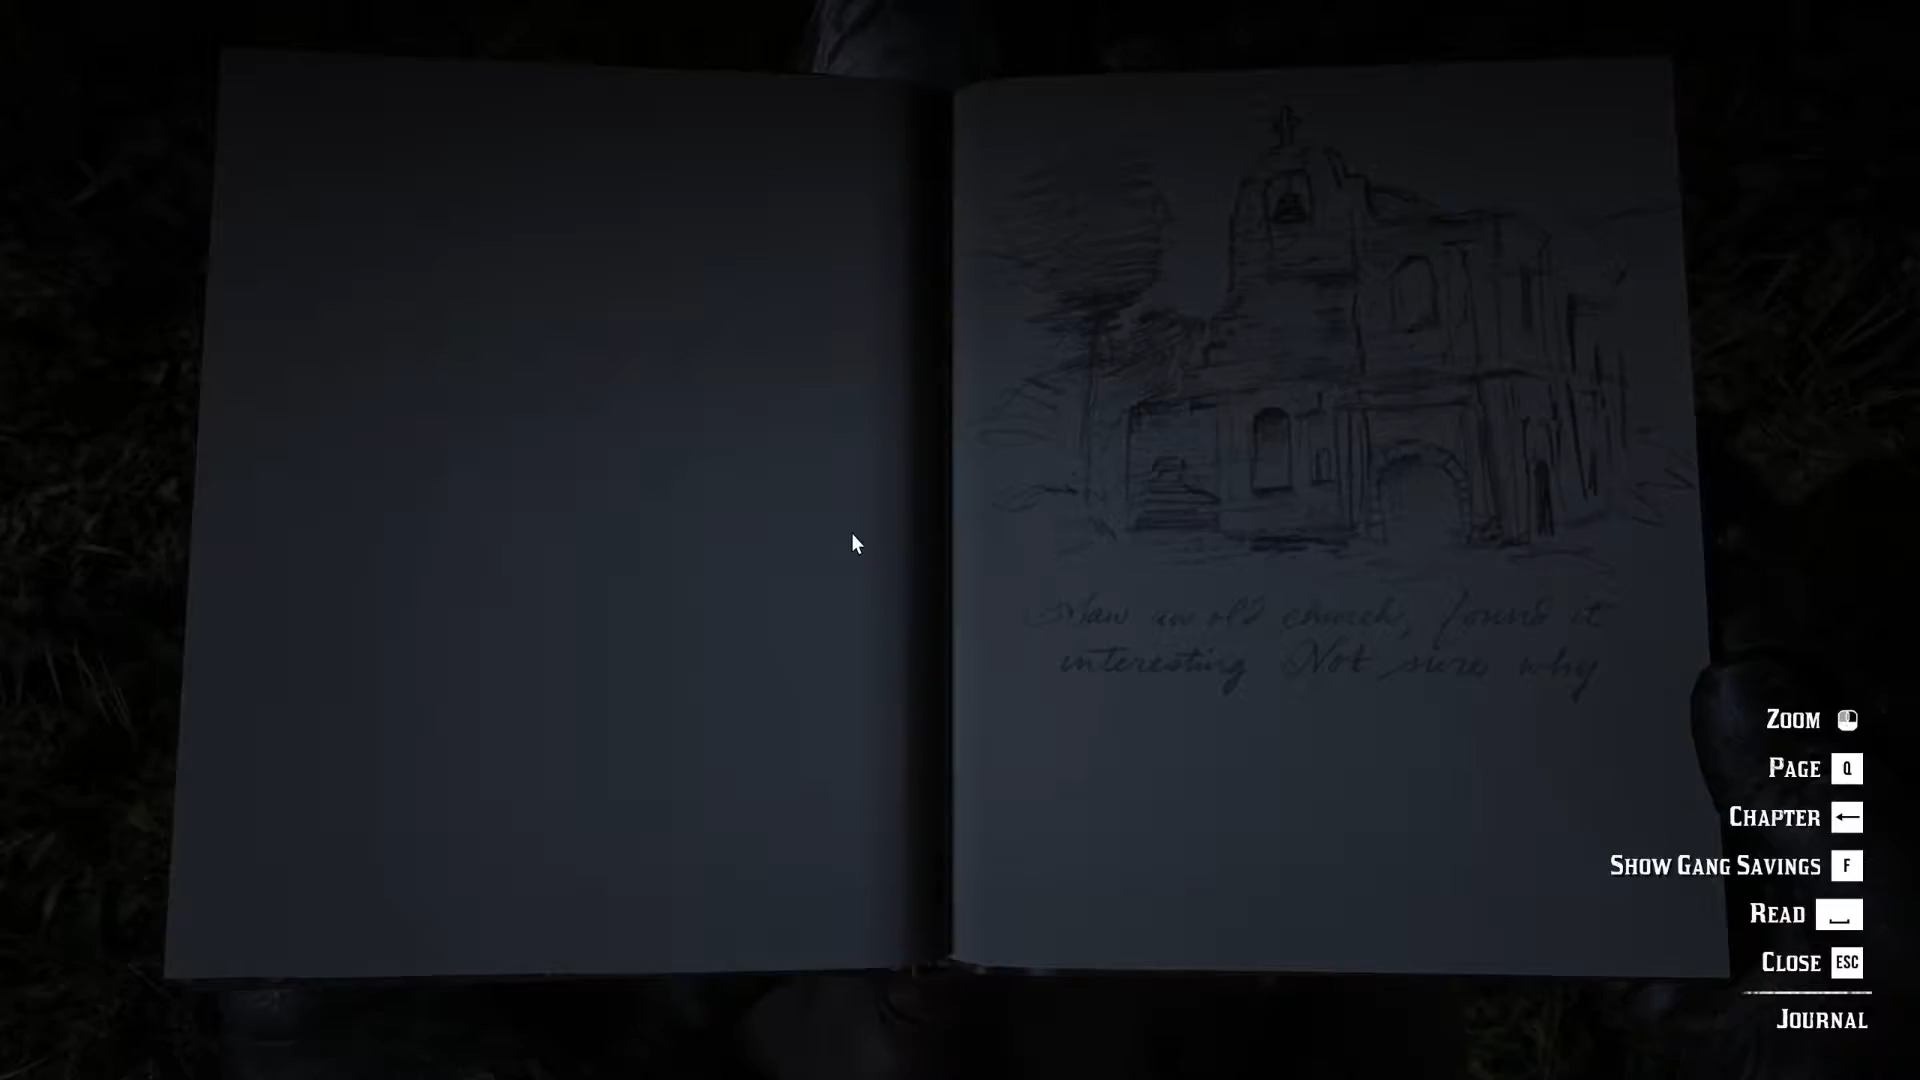 Saw an old church, found it
interesting Not sure why
Zoom
Page Q
Chapter ←
Show Gang Savings F
Read
Close ESC
Journal